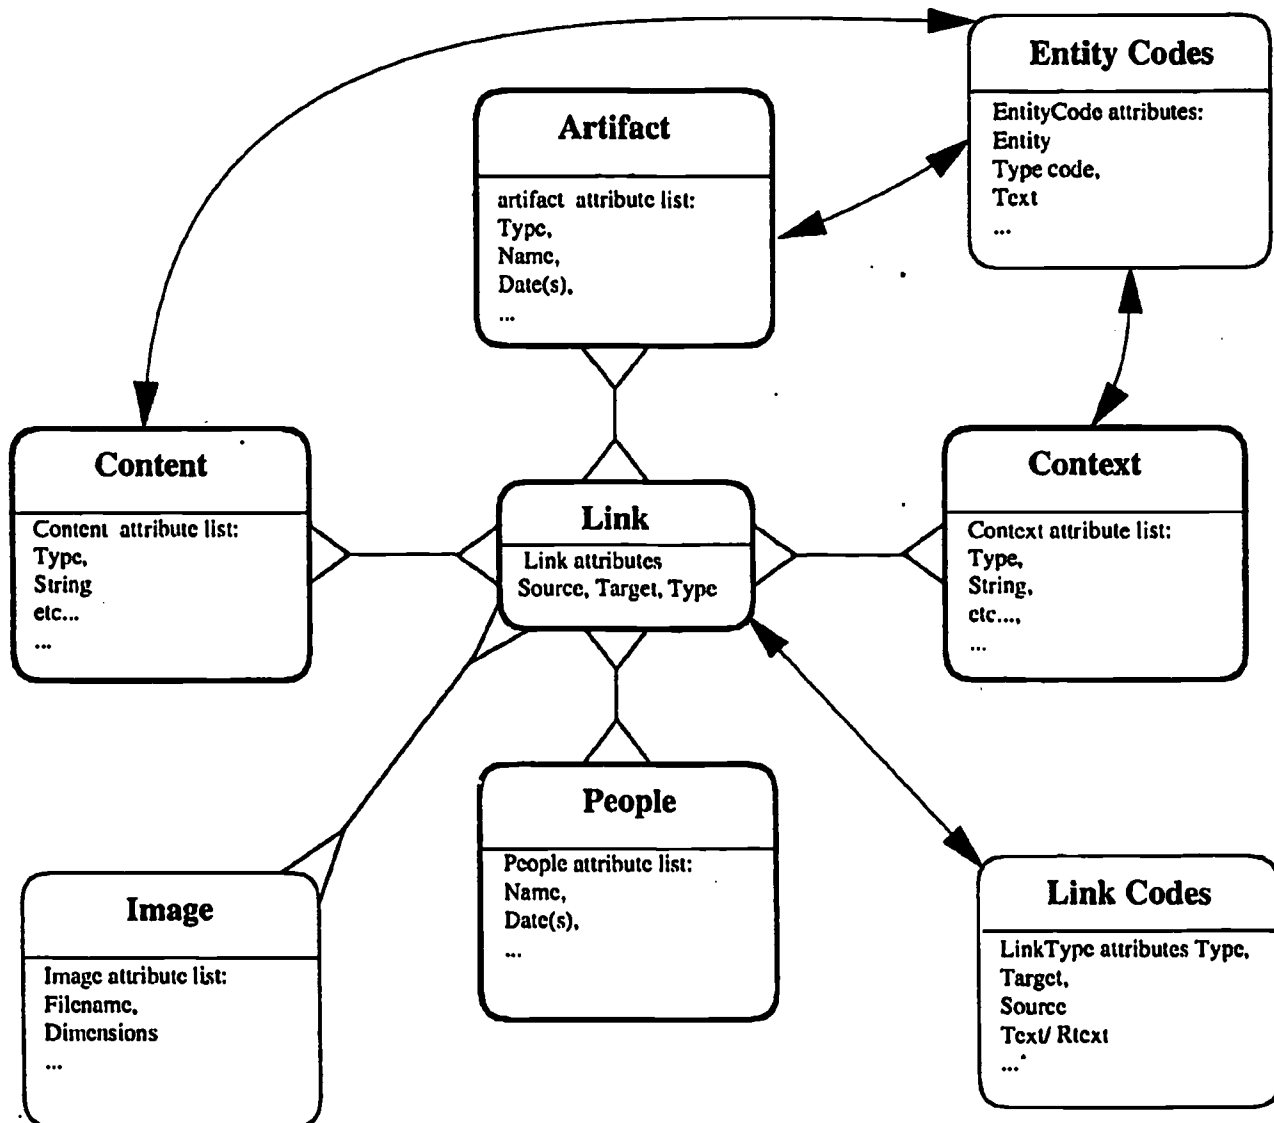 Entity Codes
EntityCode attributes:
Entity
Type code,
Text
...
Artifact
artifact attribute list:
Type,
Name,
Date(s),
...
Content
Content attribute list:
Type,
String
etc...
...
Link
Link attributes
Source, Target, Type
Context
Context attribute list:
Type,
String,
etc...,
...
People
People attribute list:
Name,
Date(s),
...
Image
Image attribute list:
Filename,
Dimensions
...
Link Codes
LinkType attributes Type,
Target,
Source
Text/ Rtext
...